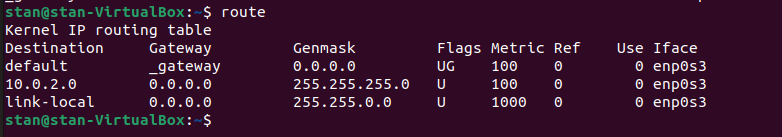 stan@stan-VirtualBox:~$ route
Kernel IP routing table
Destination     Gateway         Genmask         Flags Metric Ref    Use Iface
default         _gateway        0.0.0.0         UG    100    0        0 enp0s3
10.0.2.0        0.0.0.0         255.255.255.0   U     100    0        0 enp0s3
link-local      0.0.0.0         255.255.0.0     U     1000   0        0 enp0s3
stan@stan-VirtualBox:~$